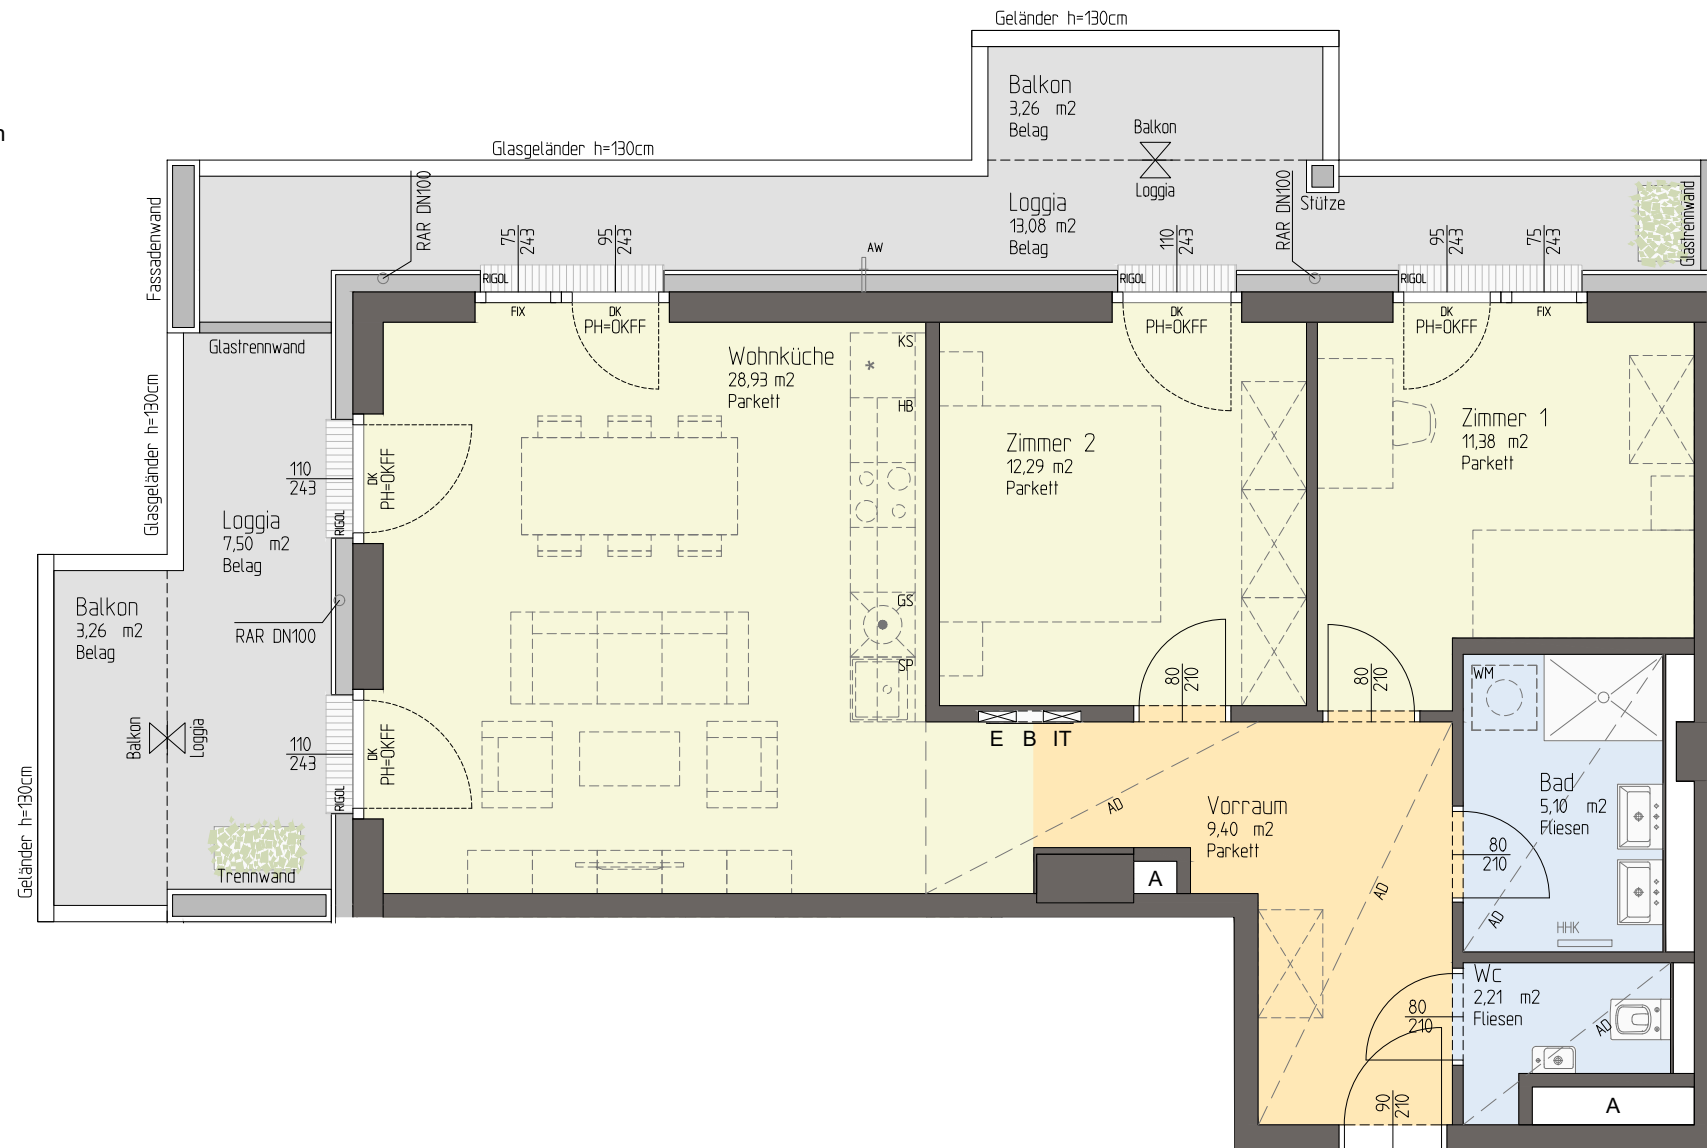 Geländer h=130cm
Balkon
3,26 m2
Belag
Balkon
Loggia
n
Glasgeländer h=130cm
Fassadenwand
RAR DN100
75
243
95
243
AW
Loggia
13,08 m2
Belag
110
243
RAR DN100
Stütze
95
243
75
243
Glastrennwand
RIGOL
RIGOL
RIGOL
FIX
DK
PH=OKFF
DK
PH=OKFF
DK
PH=OKFF
FIX
Glastrennwand
Glasgeländer h=130cm
Wohnküche
28,93 m2
Parkett
KS
HB
GS
SP
Zimmer 2
12,29 m2
Parkett
Zimmer 1
11,38 m2
Parkett
110
243
DK
PH=OKFF
RIGOL
Loggia
7,50 m2
Belag
Balkon
3,26 m2
Belag
RAR DN100
Balkon
Loggia
110
243
DK
PH=OKFF
RIGOL
Geländer h=130cm
Trennwand
80
210
80
210
E B IT
AD
Vorraum
9,40 m2
Parkett
A
AD
WM
Bad
5,10 m2
Fliesen
80
210
AD
HHK
Wc
2,21 m2
Fliesen
80
210
AD
90
210
A